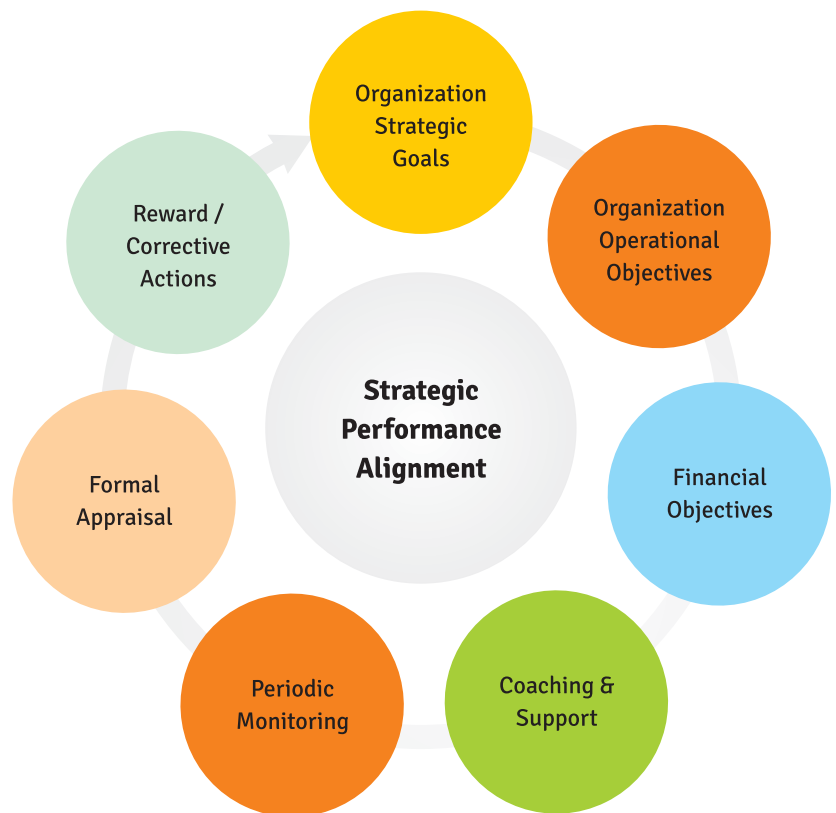 Organization
Strategic
Goals
Organization
Operational
Objectives
Financial
Objectives
Coaching &
Support
Periodic
Monitoring
Formal
Appraisal
Reward /
Corrective
Actions
Strategic
Performance
Alignment